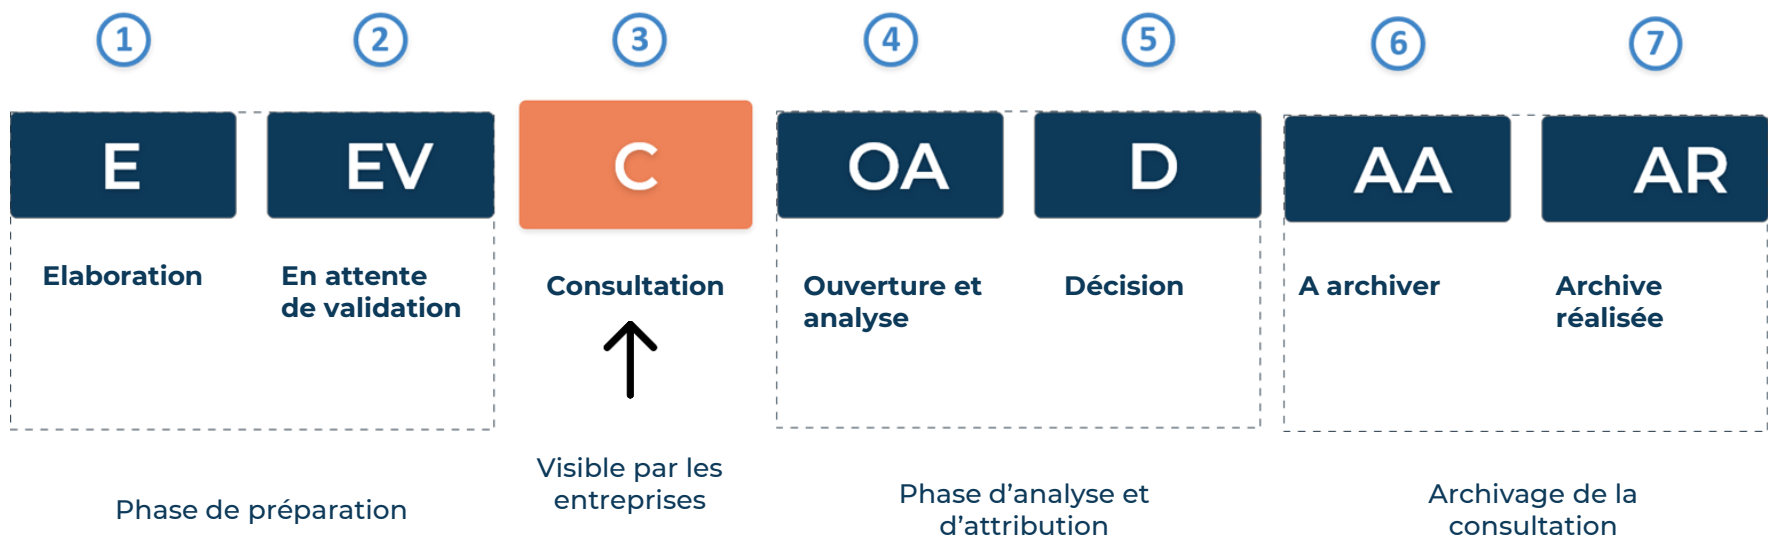 1
2
3
4
5
6
7
E
EV
C
OA
D
AA
AR
Elaboration
En attente
de validation
Consultation
Ouverture et
analyse
Décision
A archiver
Archive
réalisée
Phase de préparation
Visible par les
entreprises
Phase d’analyse et
d’attribution
Archivage de la
consultation